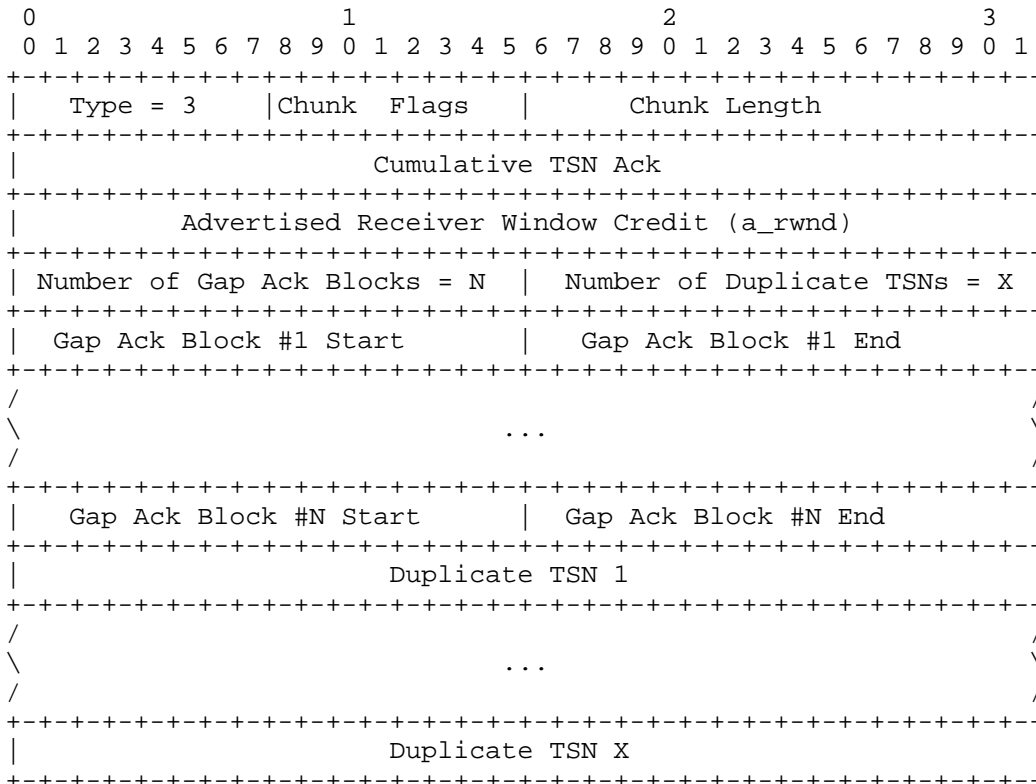 0                   1                   2                   3
 0 1 2 3 4 5 6 7 8 9 0 1 2 3 4 5 6 7 8 9 0 1 2 3 4 5 6 7 8 9 0 1
+-+-+-+-+-+-+-+-+-+-+-+-+-+-+-+-+-+-+-+-+-+-+-+-+-+-+-+-+-+-+-+-
|   Type = 3    |Chunk  Flags   |      Chunk Length
+-+-+-+-+-+-+-+-+-+-+-+-+-+-+-+-+-+-+-+-+-+-+-+-+-+-+-+-+-+-+-+-
|                      Cumulative TSN Ack
+-+-+-+-+-+-+-+-+-+-+-+-+-+-+-+-+-+-+-+-+-+-+-+-+-+-+-+-+-+-+-+-
|          Advertised Receiver Window Credit (a_rwnd)
+-+-+-+-+-+-+-+-+-+-+-+-+-+-+-+-+-+-+-+-+-+-+-+-+-+-+-+-+-+-+-+-
| Number of Gap Ack Blocks = N  |  Number of Duplicate TSNs = X
+-+-+-+-+-+-+-+-+-+-+-+-+-+-+-+-+-+-+-+-+-+-+-+-+-+-+-+-+-+-+-+-
|  Gap Ack Block #1 Start       |   Gap Ack Block #1 End
+-+-+-+-+-+-+-+-+-+-+-+-+-+-+-+-+-+-+-+-+-+-+-+-+-+-+-+-+-+-+-+-
/                                                               /
\                              ...                              \
/                                                               /
+-+-+-+-+-+-+-+-+-+-+-+-+-+-+-+-+-+-+-+-+-+-+-+-+-+-+-+-+-+-+-+-
|   Gap Ack Block #N Start      |  Gap Ack Block #N End
+-+-+-+-+-+-+-+-+-+-+-+-+-+-+-+-+-+-+-+-+-+-+-+-+-+-+-+-+-+-+-+-
|                       Duplicate TSN 1
+-+-+-+-+-+-+-+-+-+-+-+-+-+-+-+-+-+-+-+-+-+-+-+-+-+-+-+-+-+-+-+-
/                                                               /
\                              ...                              \
/                                                               /
+-+-+-+-+-+-+-+-+-+-+-+-+-+-+-+-+-+-+-+-+-+-+-+-+-+-+-+-+-+-+-+-
|                       Duplicate TSN X
+-+-+-+-+-+-+-+-+-+-+-+-+-+-+-+-+-+-+-+-+-+-+-+-+-+-+-+-+-+-+-+-